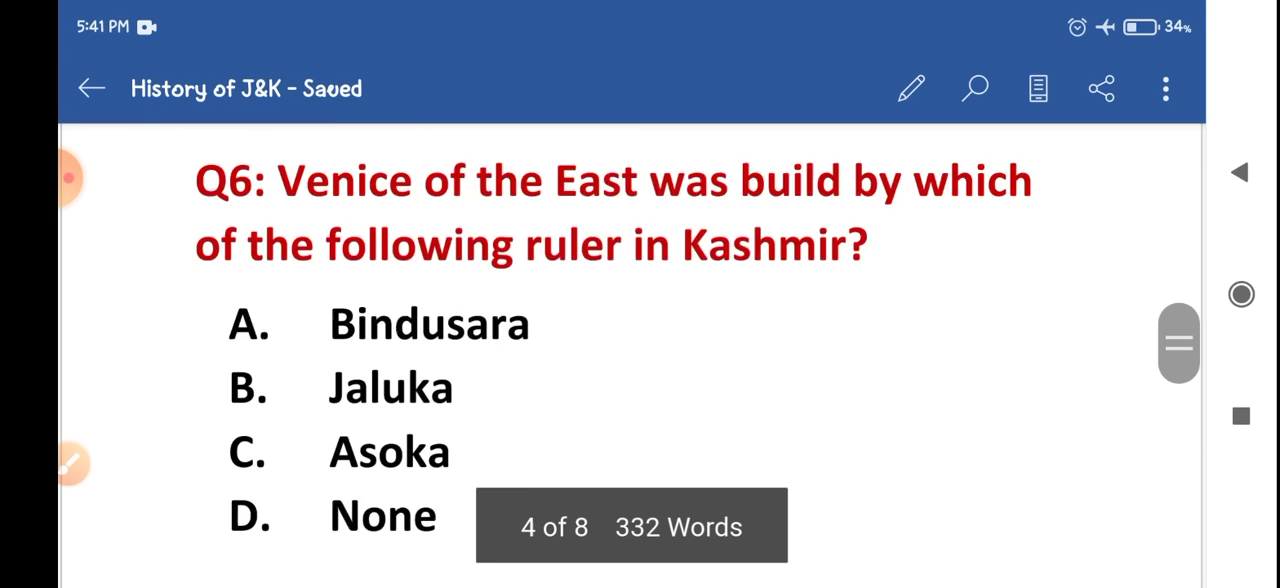 5:41 PM
34%
History of J&K - Saved
Q6: Venice of the East was build by which
of the following ruler in Kashmir?
A. Bindusara
B. Jaluka
C. Asoka
D. None
4 of 8 332 Words